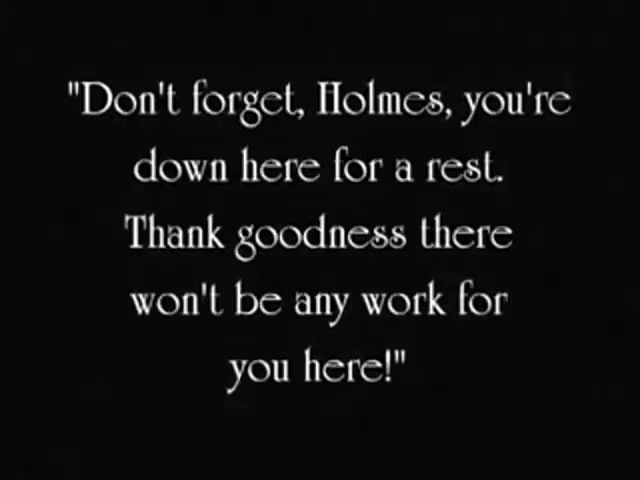 "Don't forget, Holmes, you're
down here for a rest.
Thank goodness there
won't be any work for
you here!"